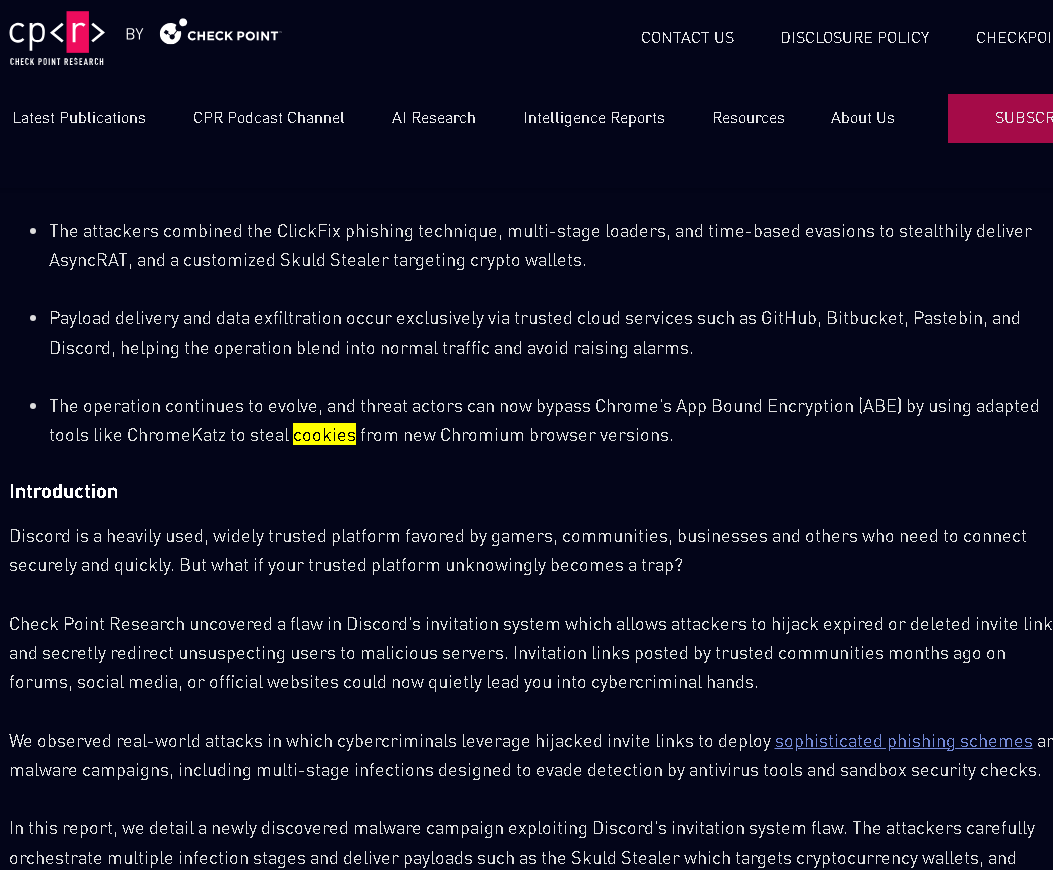 cp<r>
CHECK POINT RESEARCH
BY
CHECK POINT
CONTACT US
DISCLOSURE POLICY
CHECKPOI
Latest Publications
CPR Podcast Channel
AI Research
Intelligence Reports
Resources
About Us
SUBSCR
• The attackers combined the ClickFix phishing technique, multi-stage loaders, and time-based evasions to stealthily deliver
AsyncRAT, and a customized Skuld Stealer targeting crypto wallets.
• Payload delivery and data exfiltration occur exclusively via trusted cloud services such as GitHub, Bitbucket, Pastebin, and
Discord, helping the operation blend into normal traffic and avoid raising alarms.
• The operation continues to evolve, and threat actors can now bypass Chrome's App Bound Encryption (ABE) by using adapted
tools like ChromeKatz to steal cookies from new Chromium browser versions.
Introduction
Discord is a heavily used, widely trusted platform favored by gamers, communities, businesses and others who need to connect
securely and quickly. But what if your trusted platform unknowingly becomes a trap?
Check Point Research uncovered a flaw in Discord's invitation system which allows attackers to hijack expired or deleted invite link
and secretly redirect unsuspecting users to malicious servers. Invitation links posted by trusted communities months ago on
forums, social media, or official websites could now quietly lead you into cybercriminal hands.
We observed real-world attacks in which cybercriminals leverage hijacked invite links to deploy sophisticated phishing schemes ar
malware campaigns, including multi-stage infections designed to evade detection by antivirus tools and sandbox security checks.
In this report, we detail a newly discovered malware campaign exploiting Discord's invitation system flaw. The attackers carefully
orchestrate multiple infection stages and deliver payloads such as the Skuld Stealer which targets cryptocurrency wallets, and